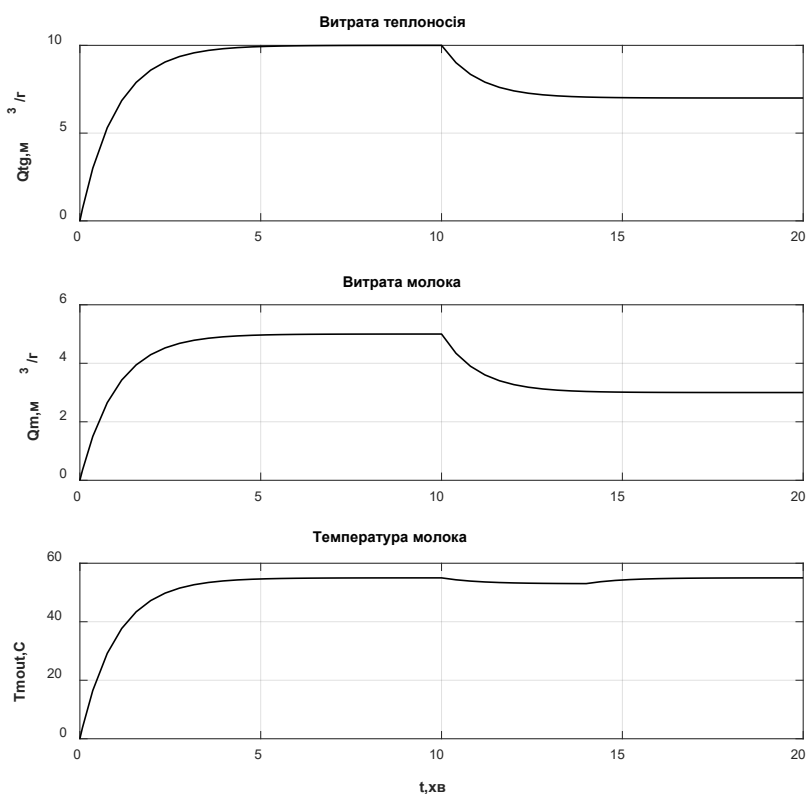 Витрата теплоносія
10
5
0
Qtg,м 3 /г
0 5 10 15 20
Витрата молока
6
4
2
0
Qm,м 3 /г
0 5 10 15 20
Температура молока
60
40
20
0
Tmout,C
0 5 10 15 20
t,хв